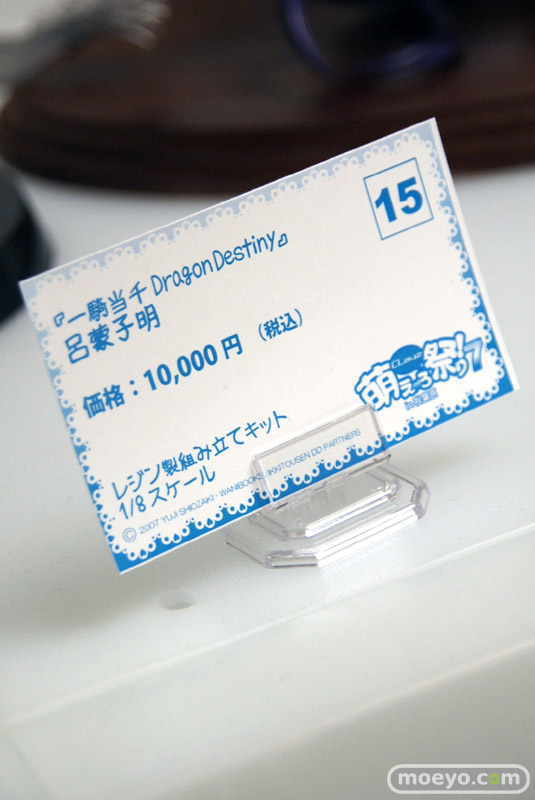 15
『一騎当千 Dragon Destiny』
呂蒙子明
価格：10,000円 （税込）
CLayz
萌えろ祭り7
レジン製組み立てキット
1/8スケール
© 2007 YUJI SHIOZAKI・WANIBOOKS/IKKITOUSEN DD PARTNERS
moeyo.com